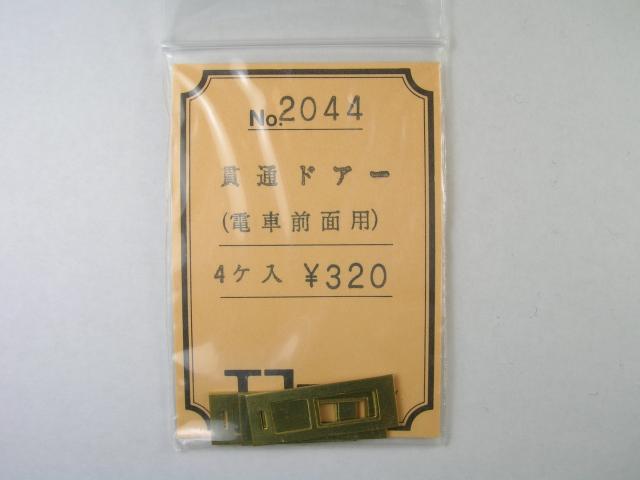 No.2044
貫通ドアー
(電車前面用)
4ケ入 ¥320